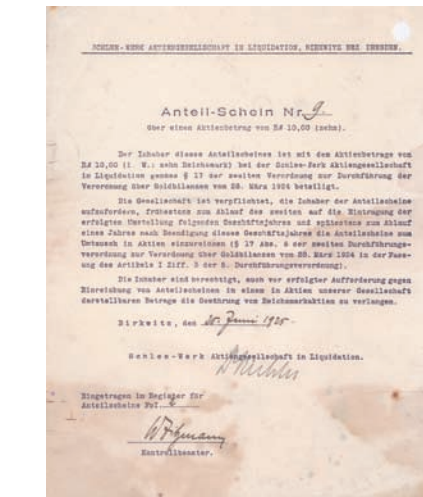 SCHLEE-WERK AKTIENGESELLSCHAFT IN LIQUIDATION, BIRKWITZ BEI DRESDEN.
Anteil-Schein Nr. 9.
über einen Aktienbetrag von RM 10,00 (zehn).
Der Inhaber dieses Anteilscheines ist mit dem Aktienbetrage von
RM 10,00 (i. W.: zehn Reichsmark) bei der Schlee-Werk Aktiengesellschaft
in Liquidation gemäss § 17 der zweiten Verordnung zur Durchführung der
Verordnung über Goldbilanzen vom 28. März 1924 beteiligt.
Die Gesellschaft ist verpflichtet, die Inhaber der Anteilscheine
aufzufordern, frühestens zum Ablauf des zweiten auf die Eintragung der
erfolgten Umstellung folgenden Geschäftsjahres und spätestens zum Ablauf
eines Jahres nach Beendigung dieses Geschäftsjahres die Anteilscheine zum
Umtausch in Aktien einzureichen (§ 17 Abs. 6 der zweiten Durchführungs-
verordnung zur Verordnung über Goldbilanzen vom 28. März 1924 in der Fass-
ung des Artikels I Ziff. 3 der 5. Durchführungsverordnung).
Die Inhaber sind berechtigt, auch vor erfolgter Aufforderung gegen
Einreichung von Anteilscheinen in einem in Aktien unserer Gesellschaft
darstellbaren Betrage die Gewährung von Reichsmarkaktien zu verlangen.
Birkwitz, den 20. Juni 1925.
Schlee-Werk Aktiengesellschaft in Liquidation.
Eingetragen im Register für
Anteilscheine Fol.
Kontrollbeamter.